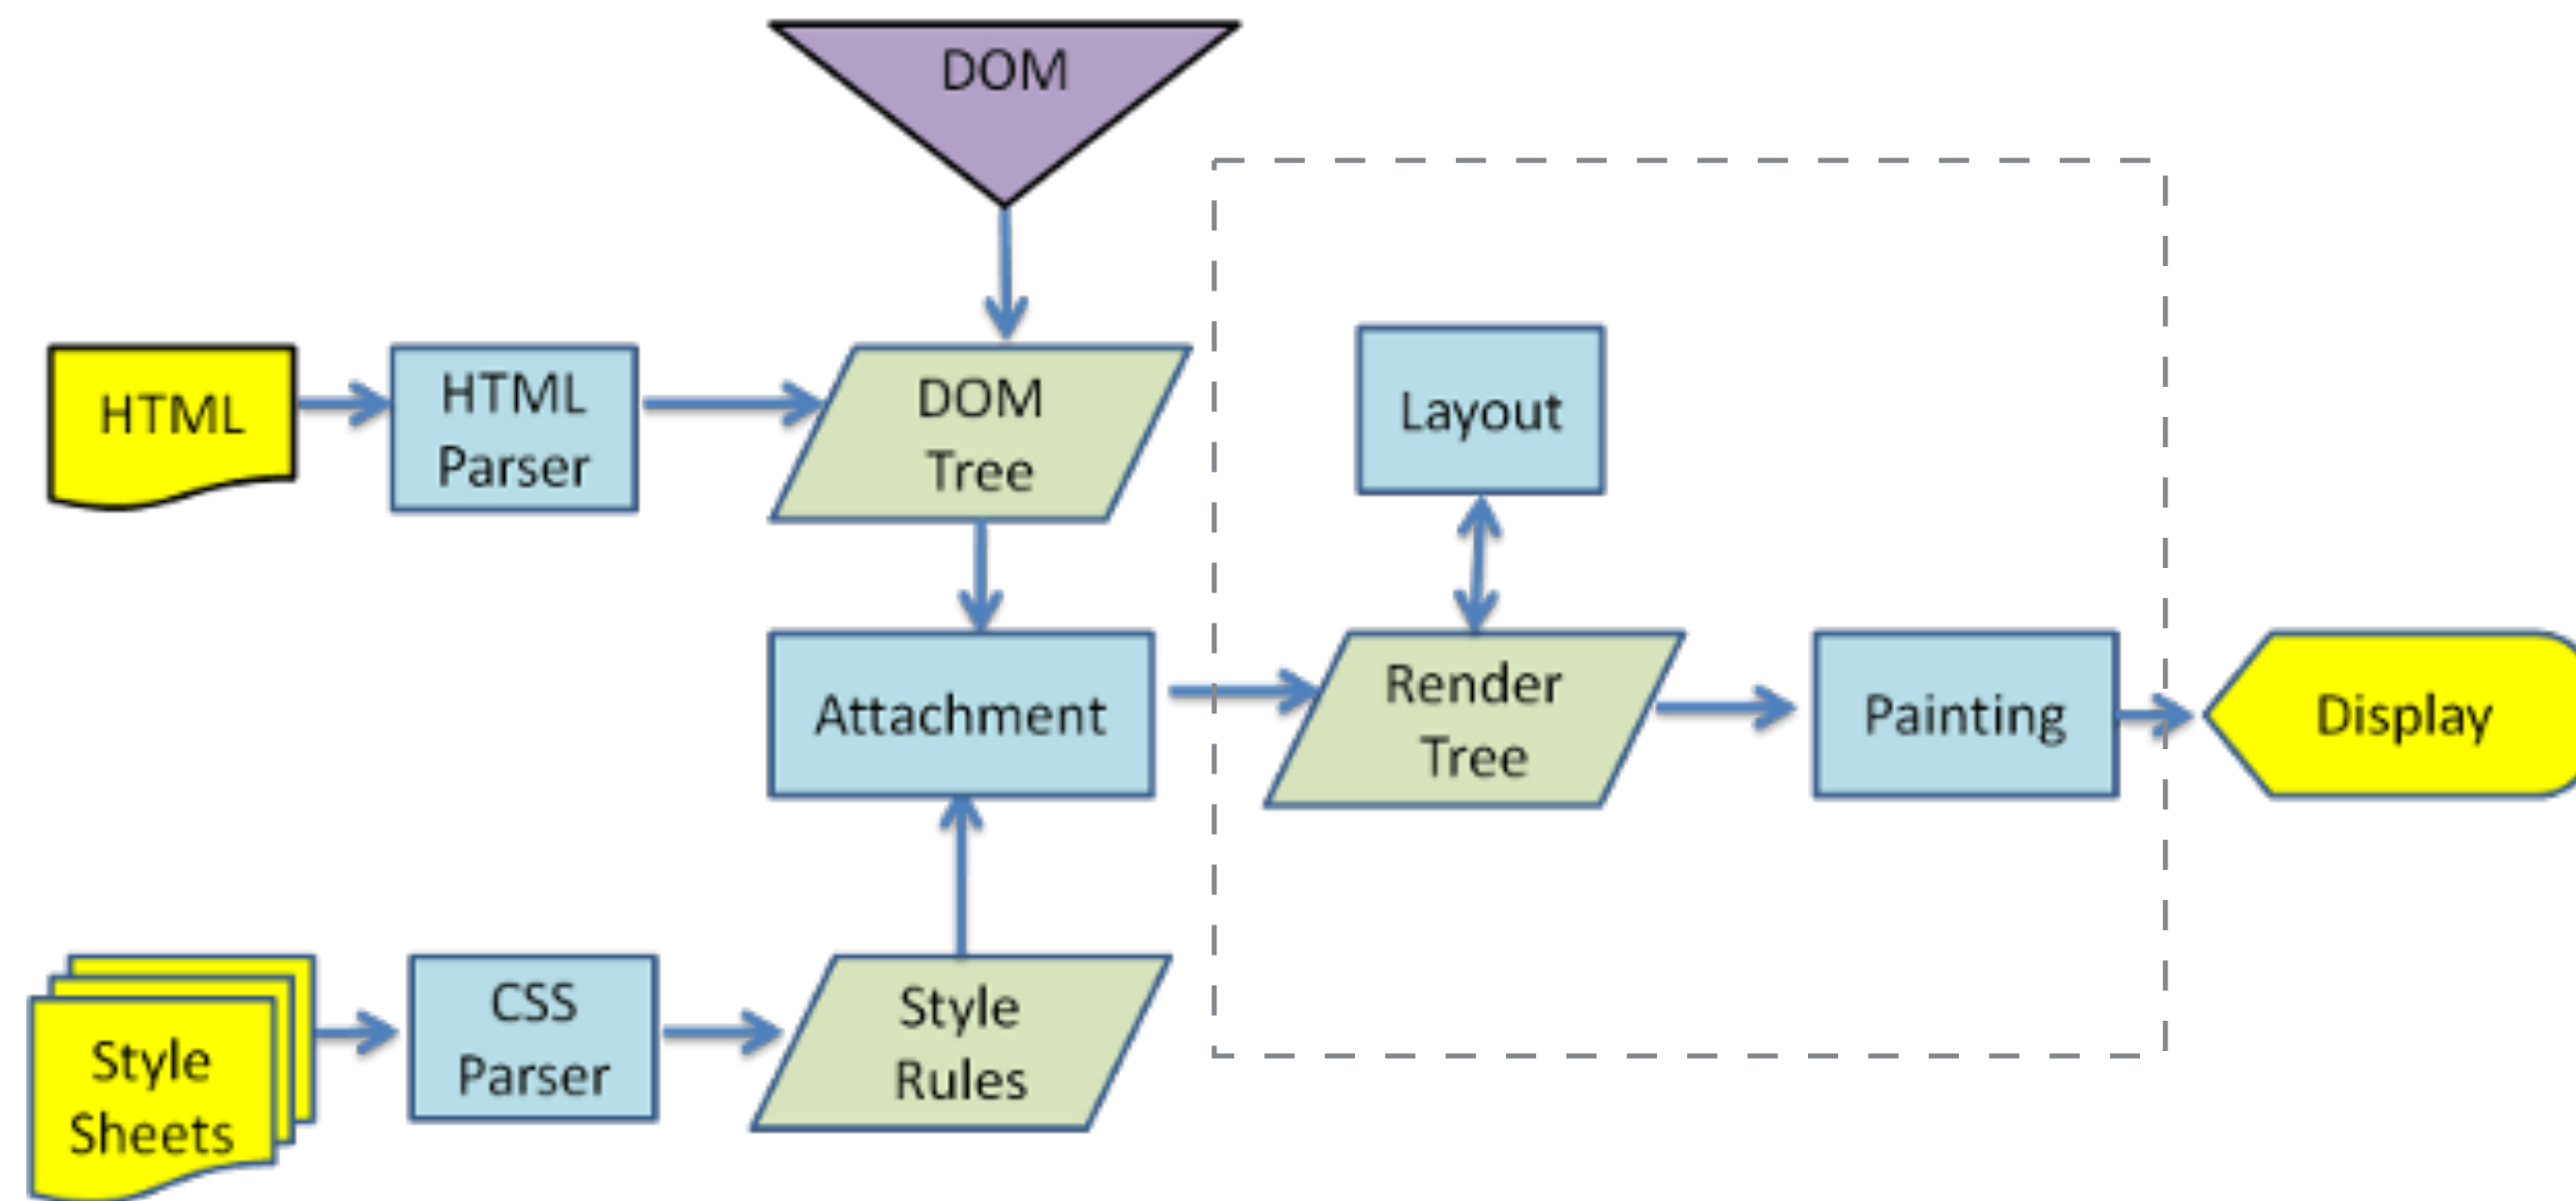 DOM
HTML
HTML
Parser
DOM
Tree
Layout
Attachment
Render
Tree
Painting
Display
Style
Sheets
CSS
Parser
Style
Rules